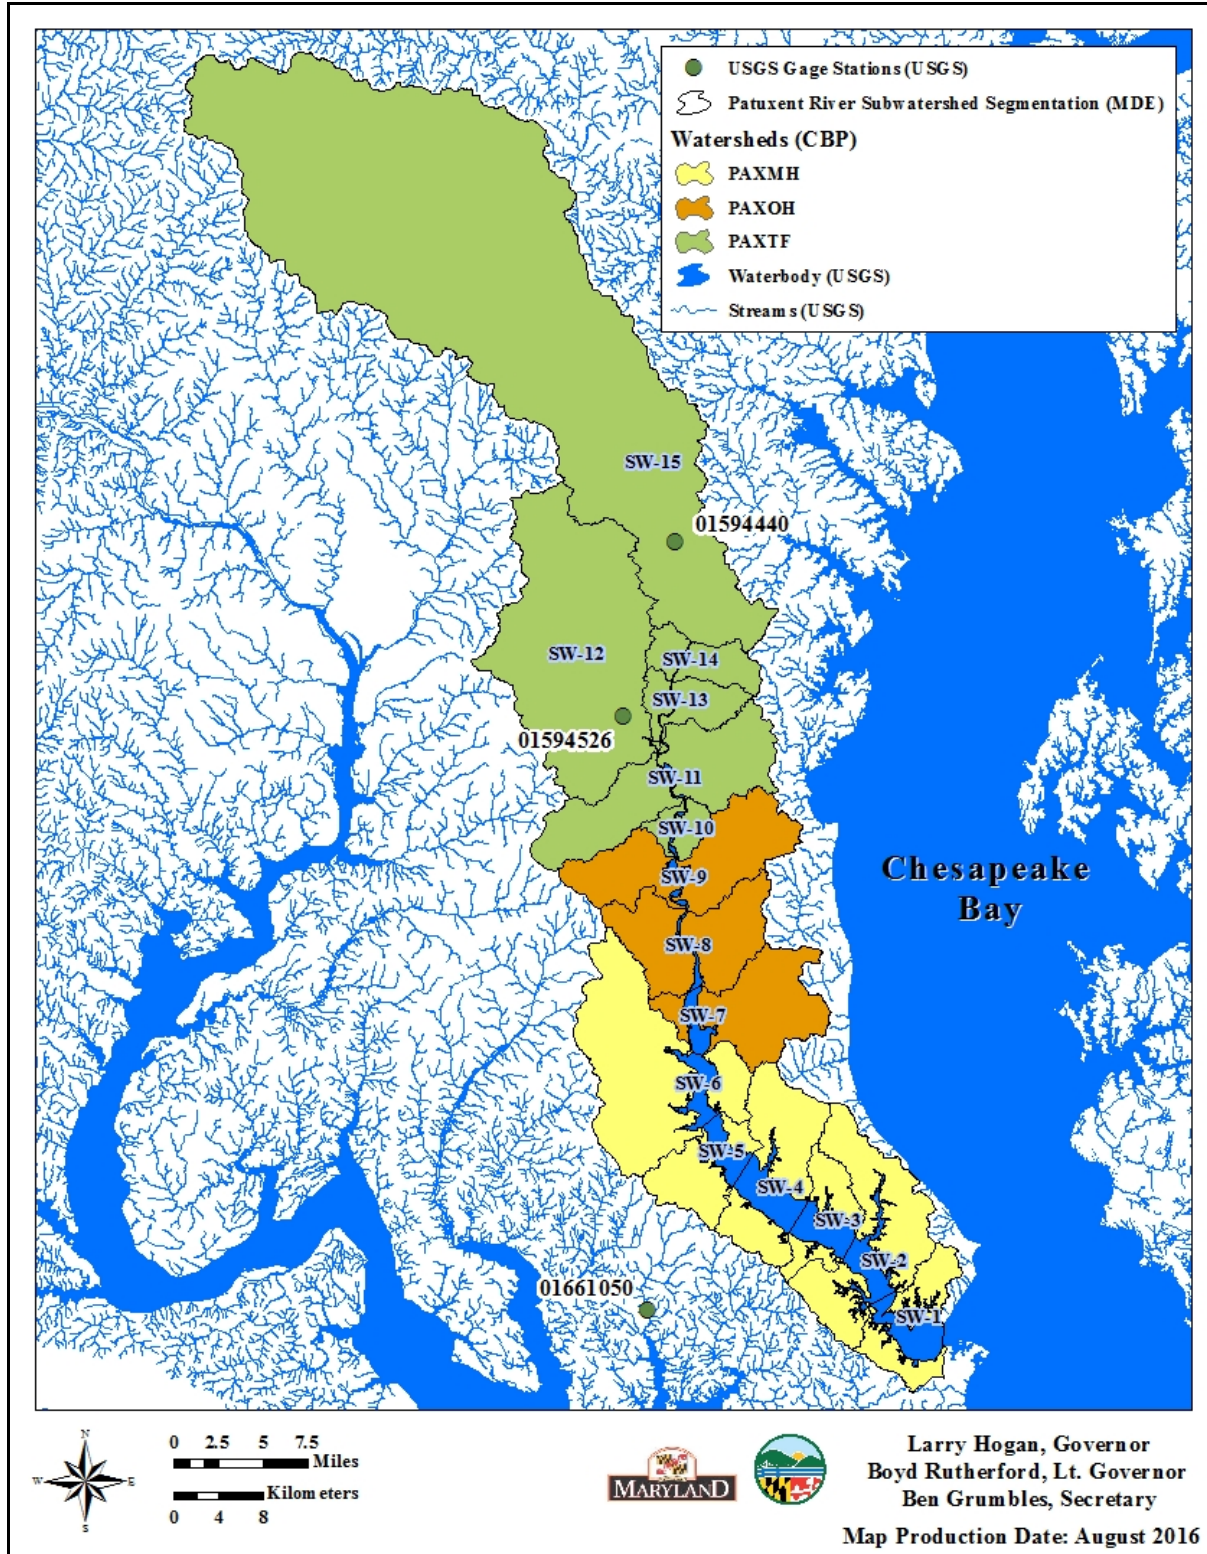 USGS Gage Stations (USGS)
Patuxent River Subwatershed Segmentation (MDE)
Watersheds (CBP)
PAXMH
PAXOH
PAXTF
Waterbody (USGS)
Streams (USGS)
SW-15
01594440
SW-12
SW-14
SW-13
01594526
SW-11
SW-10
SW-9
Chesapeake
Bay
SW-8
SW-7
SW-6
SW-5
SW-4
SW-3
SW-2
01661050
SW-1
N
W
E
S
0 2.5 5 7.5
Miles
Kilometers
0 4 8
MARYLAND
Larry Hogan, Governor
Boyd Rutherford, Lt. Governor
Ben Grumbles, Secretary
Map Production Date: August 2016